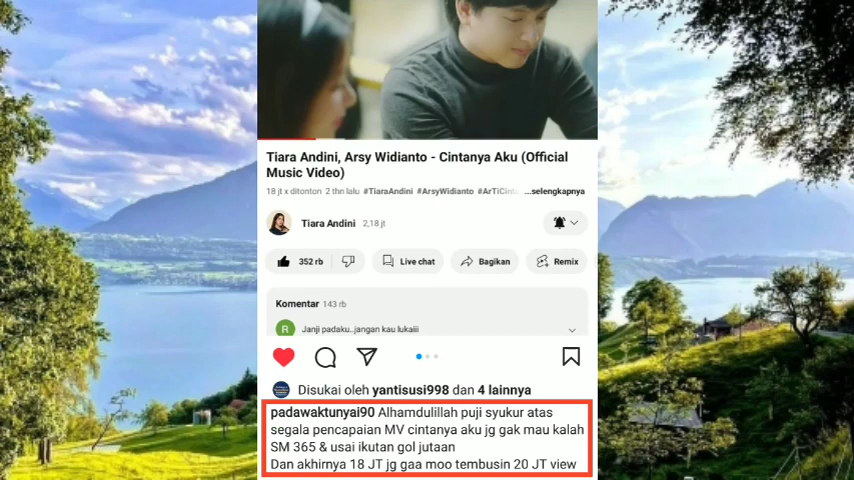 Tiara Andini, Arsy Widianto - Cintanya Aku (Official
Music Video)
18 jt x ditonton 2 thn lalu #TiaraAndini #ArsyWidianto #ArTiCinta ...selengkapnya
Tiara Andini 2,18 jt
352 rb Live chat Bagikan Remix
Komentar 143 rb
R Janji padaku..jangan kau lukaiii
Disukai oleh yantisusi998 dan 4 lainnya
padawaktunyai90 Alhamdulillah puji syukur atas
segala pencapaian MV cintanya aku jg gak mau kalah
SM 365 & usai ikutan gol jutaan
Dan akhirnya 18 JT jg gaa moo tembusin 20 JT view